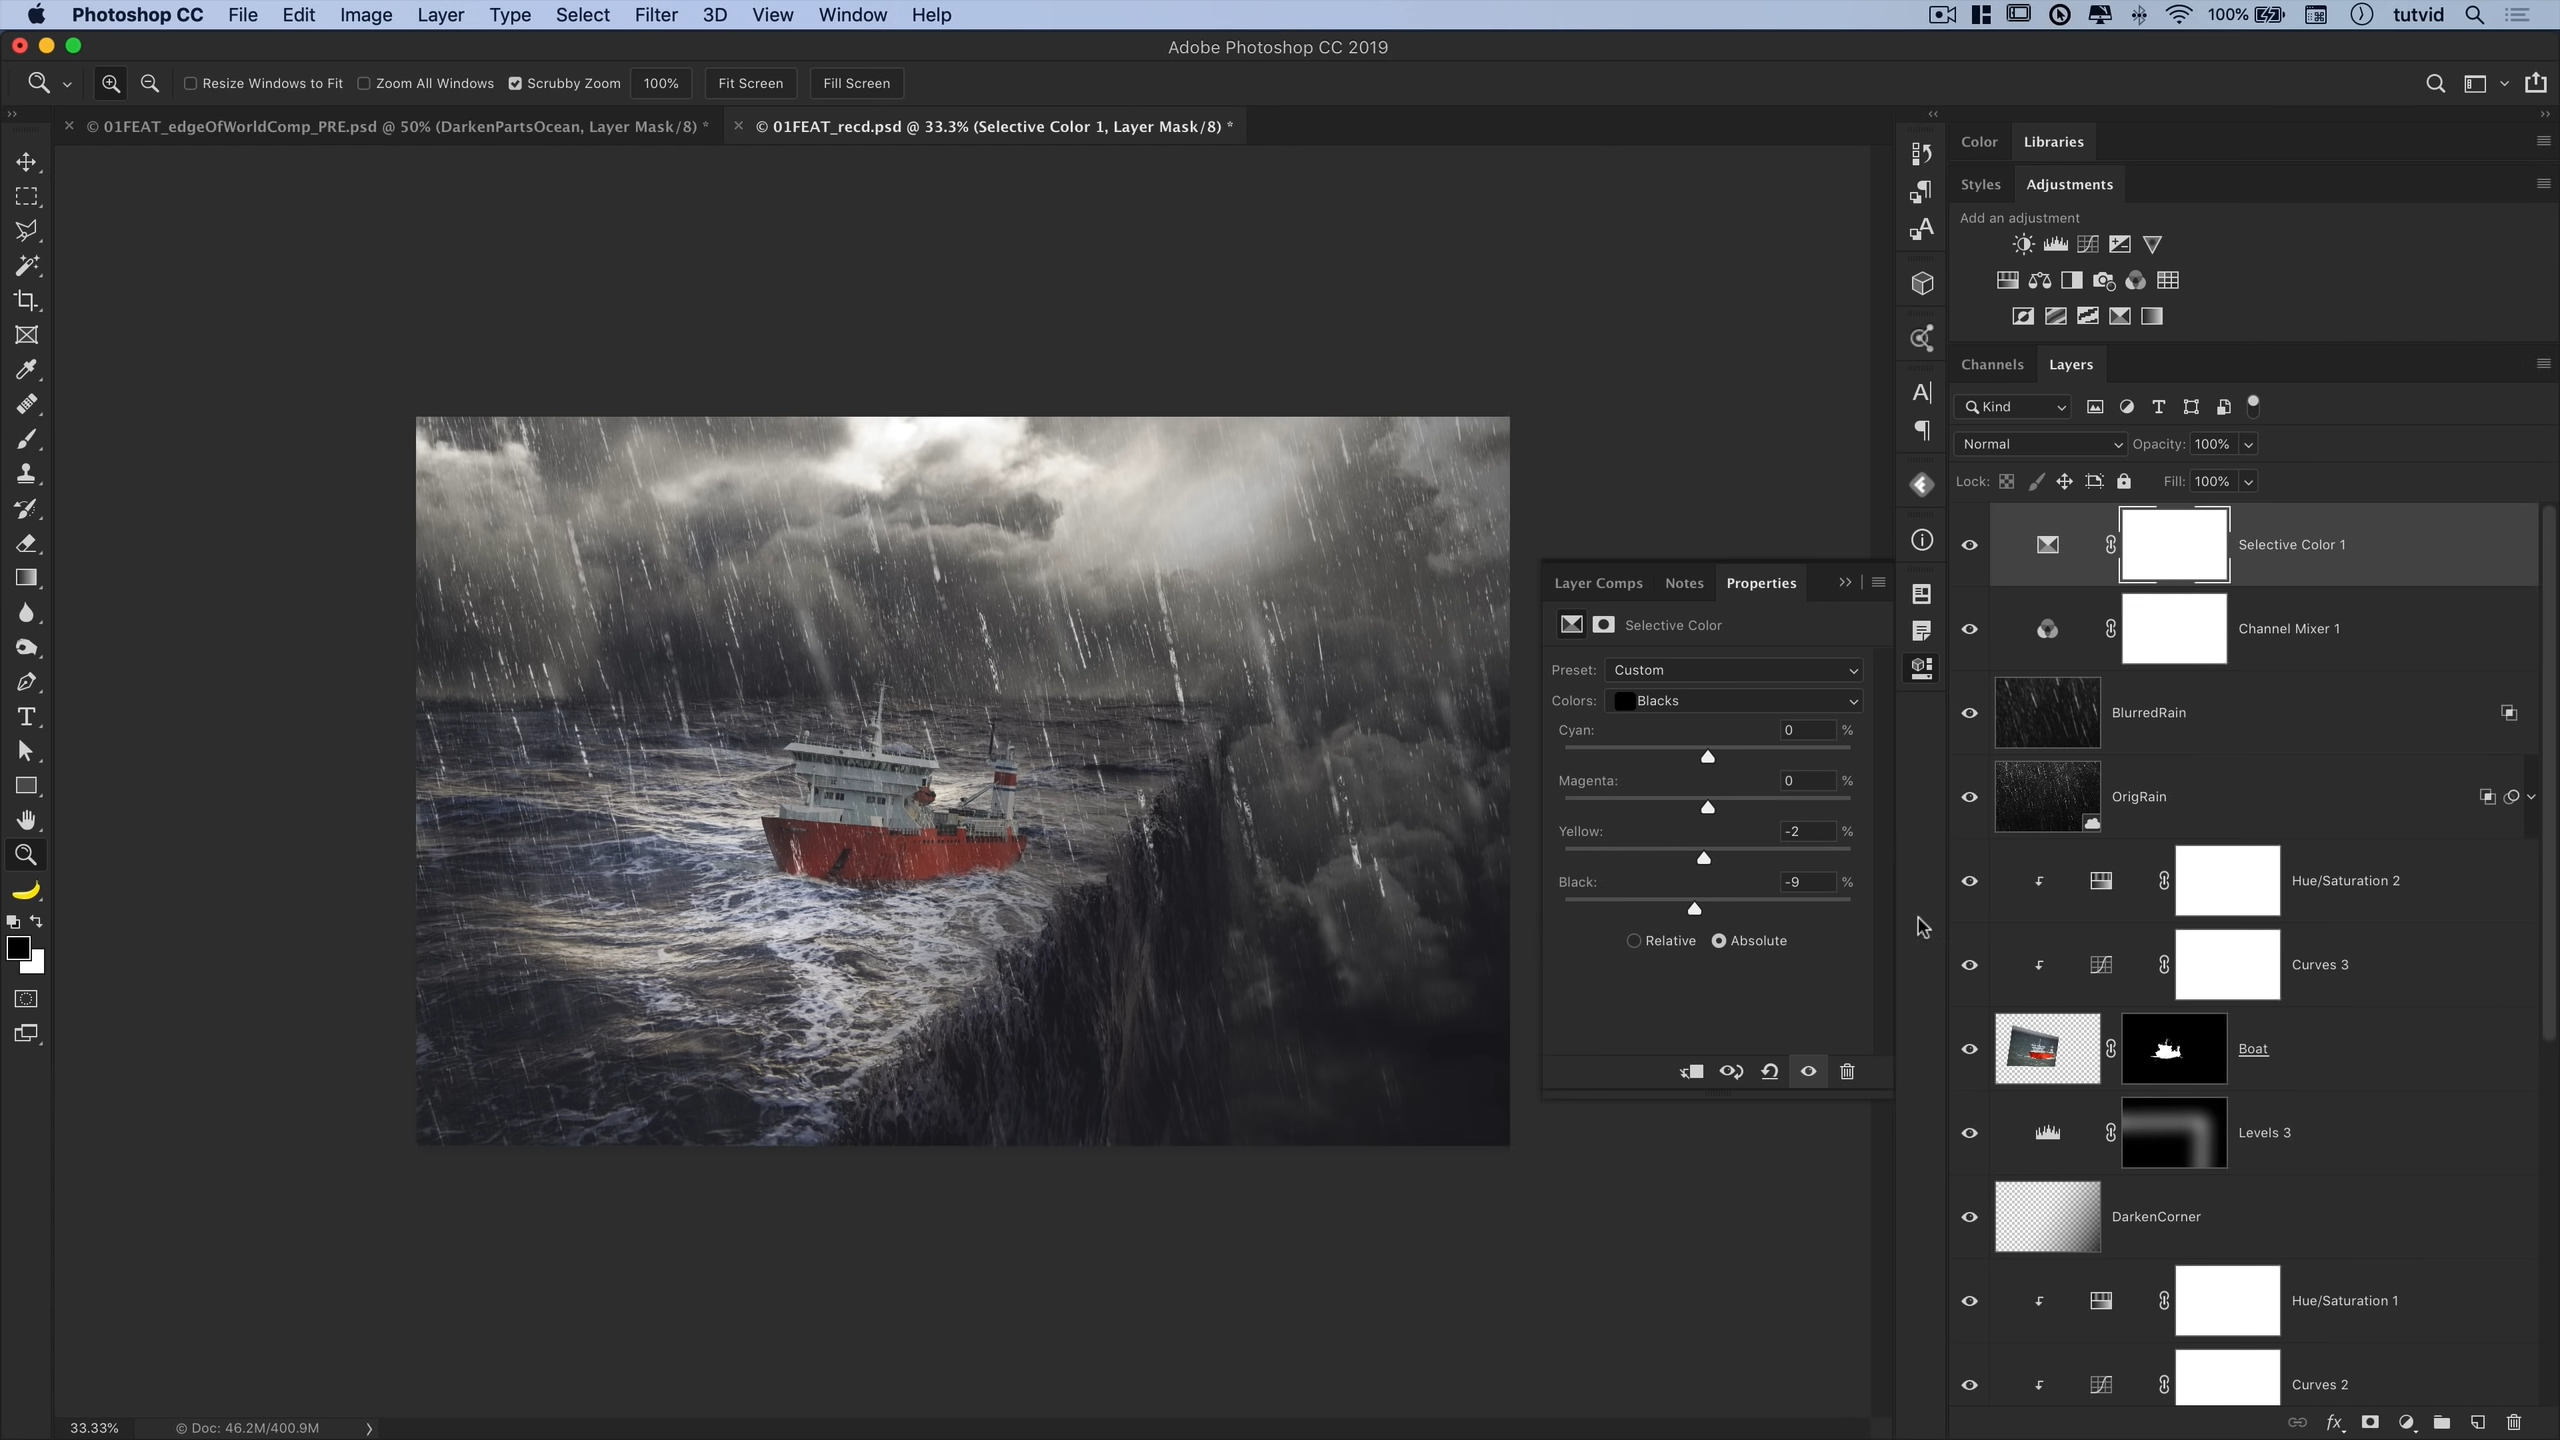 Photoshop CC File Edit Image Layer Type Select Filter 3D View Window Help 100% tutvid
Adobe Photoshop CC 2019
Resize Windows to Fit Zoom All Windows Scrubby Zoom 100% Fit Screen Fill Screen
© 01FEAT_edgeOfWorldComp_PRE.psd @ 50% (DarkenPartsOcean, Layer Mask/8) *
© 01FEAT_recd.psd @ 33.3% (Selective Color 1, Layer Mask/8) *
Color Libraries
Styles Adjustments
Add an adjustment
Channels Layers
Kind
Normal Opacity: 100%
Lock: Fill: 100%
Selective Color 1
Channel Mixer 1
BlurredRain
OrigRain
Hue/Saturation 2
Curves 3
Boat
Levels 3
DarkenCorner
Hue/Saturation 1
Curves 2
Layer Comps Notes Properties
Selective Color
Preset: Custom
Colors: Blacks
Cyan: 0 %
Magenta: 0 %
Yellow: -2 %
Black: -9 %
Relative Absolute
33.33% © Doc: 46.2M/400.9M